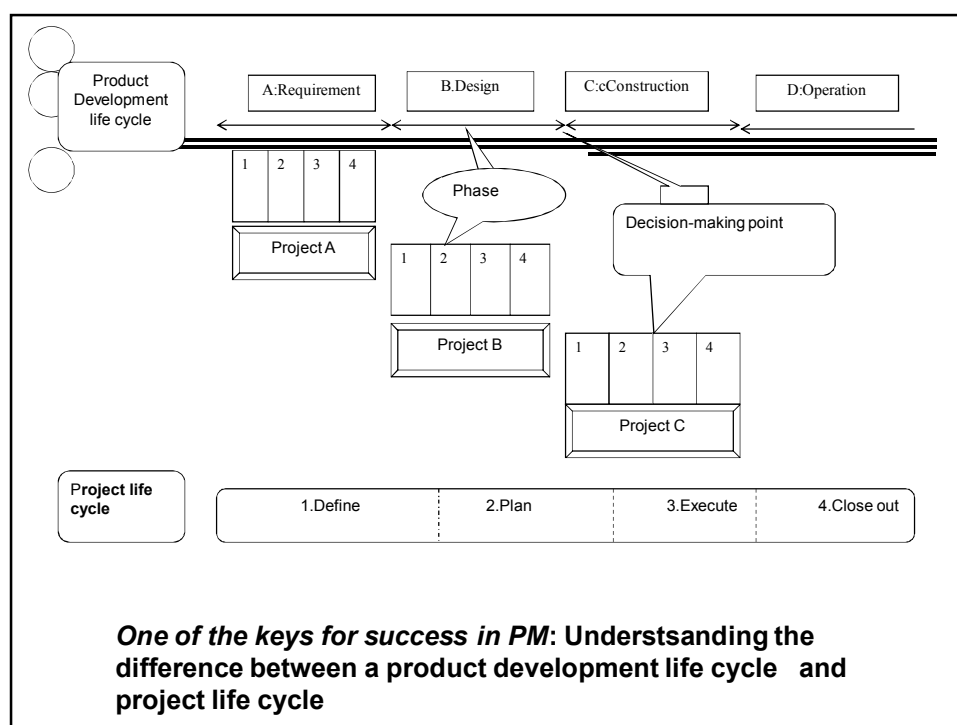 Product
Development
life cycle
A:Requirement
B.Design
C:cConstruction
D:Operation
1 2 3 4
Project A
Phase
Decision-making point
1 2 3 4
Project B
1 2 3 4
Project C
Project life
cycle
1.Define
2.Plan
3.Execute
4.Close out
One of the keys for success in PM: Understsanding the
difference between a product development life cycle and
project life cycle